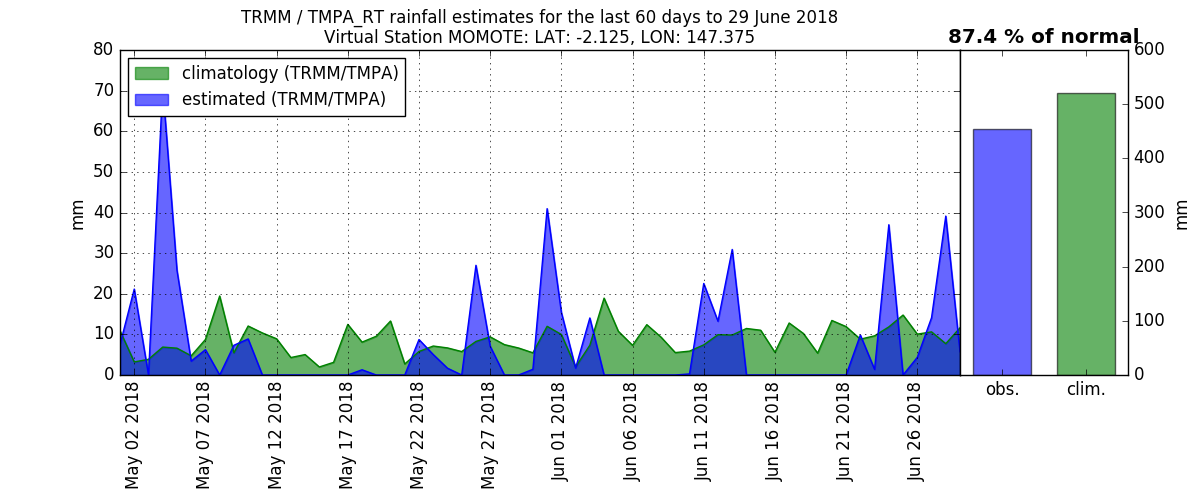 TRMM / TMPA_RT rainfall estimates for the last 60 days to 29 June 2018
Virtual Station MOMOTE: LAT: -2.125, LON: 147.375
87.4 % of normal
climatology (TRMM/TMPA)
estimated (TRMM/TMPA)
80
70
60
50
40
30
20
10
0
mm
May 02 2018
May 07 2018
May 12 2018
May 17 2018
May 22 2018
May 27 2018
Jun 01 2018
Jun 06 2018
Jun 11 2018
Jun 16 2018
Jun 21 2018
Jun 26 2018
600
500
400
300
200
100
0
mm
obs.
clim.